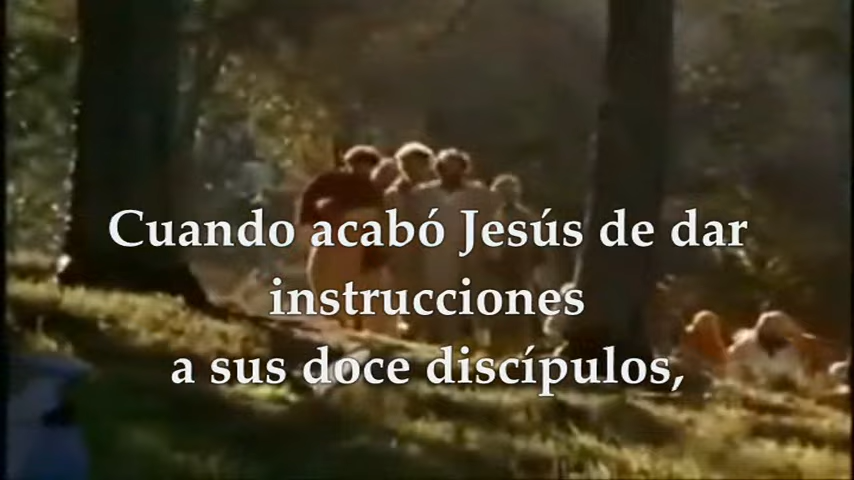 Cuando acabó Jesús de dar
instrucciones
a sus doce discípulos,